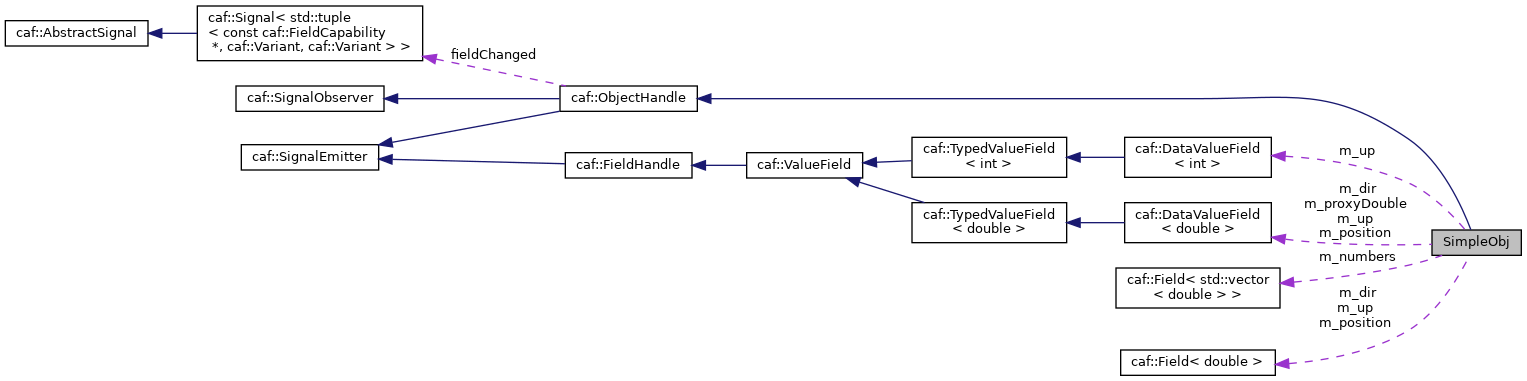 caf::AbstractSignal
caf::Signal< std::tuple
< const caf::FieldCapability
*, caf::Variant, caf::Variant > >
fieldChanged
caf::SignalObserver
caf::ObjectHandle
caf::SignalEmitter
caf::FieldHandle
caf::ValueField
caf::TypedValueField
< int >
caf::DataValueField
< int >
m_up
caf::TypedValueField
< double >
caf::DataValueField
< double >
m_dir
m_proxyDouble
m_up
m_position
SimpleObj
m_numbers
caf::Field< std::vector
< double > >
m_dir
m_up
m_position
caf::Field< double >